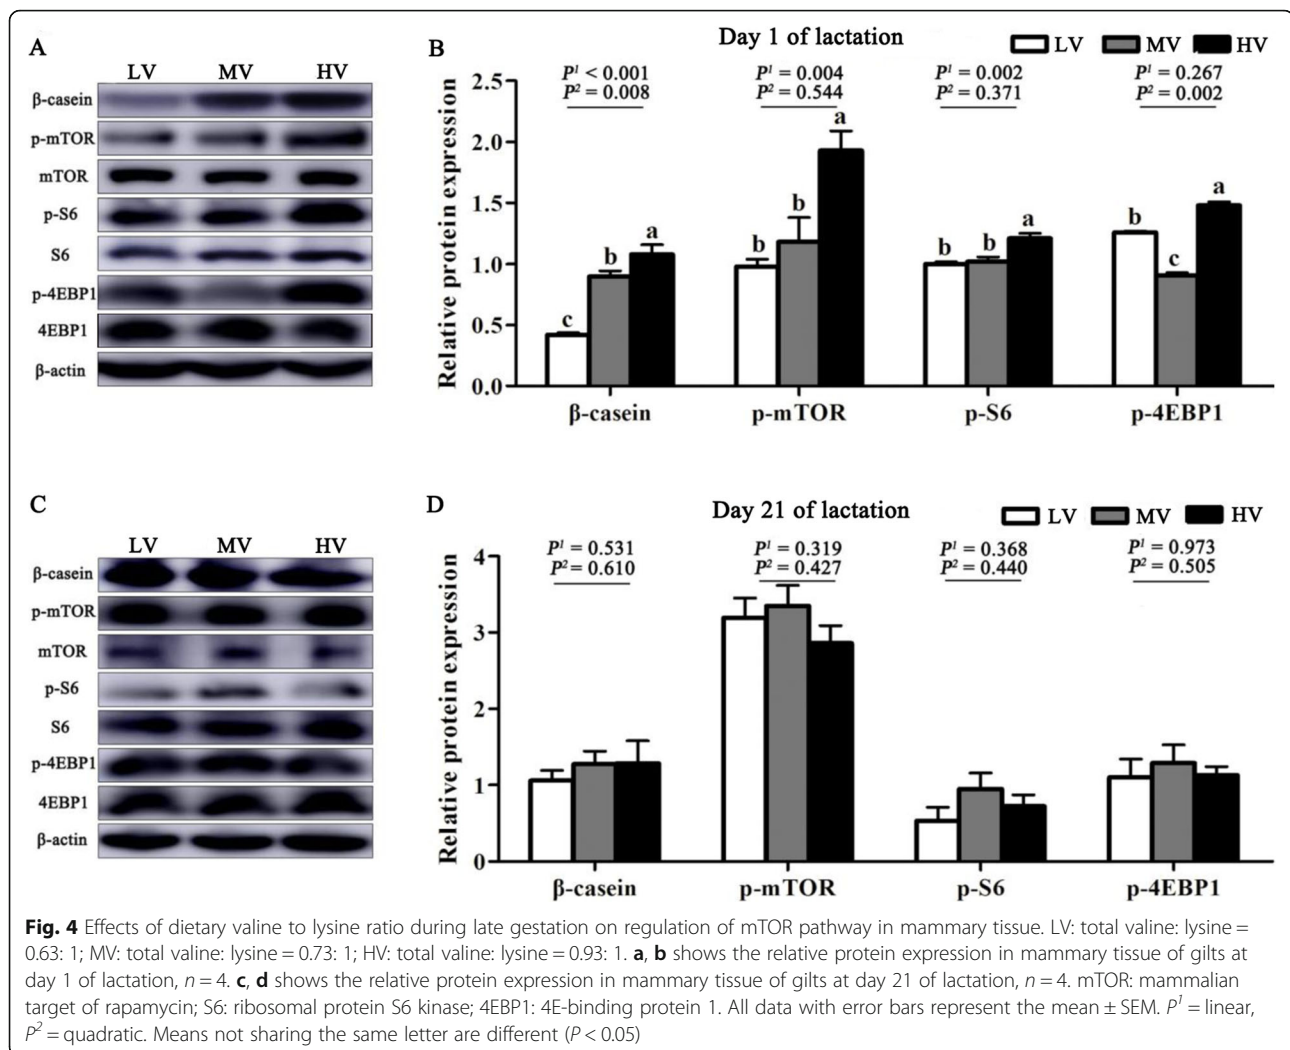 A
LV MV HV
β-casein
p-mTOR
mTOR
p-S6
S6
p-4EBP1
4EBP1
β-actin
B
Day 1 of lactation
LV MV HV
P¹ < 0.001 P¹ = 0.004 P¹ = 0.002 P¹ = 0.267
P² = 0.008 P² = 0.544 P² = 0.371 P² = 0.002
Relative protein expression
2.5
2.0
1.5
1.0
0.5
0.0
c b a b b a b b a b c a
β-casein p-mTOR p-S6 p-4EBP1
C
LV MV HV
β-casein
p-mTOR
mTOR
p-S6
S6
p-4EBP1
4EBP1
β-actin
D
Day 21 of lactation
LV MV HV
P¹ = 0.531 P¹ = 0.319 P¹ = 0.368 P¹ = 0.973
P² = 0.610 P² = 0.427 P² = 0.440 P² = 0.505
Relative protein expression
4
3
2
1
0
β-casein p-mTOR p-S6 p-4EBP1
Fig. 4 Effects of dietary valine to lysine ratio during late gestation on regulation of mTOR pathway in mammary tissue. LV: total valine: lysine =
0.63: 1; MV: total valine: lysine = 0.73: 1; HV: total valine: lysine = 0.93: 1. a, b shows the relative protein expression in mammary tissue of gilts at
day 1 of lactation, n = 4. c, d shows the relative protein expression in mammary tissue of gilts at day 21 of lactation, n = 4. mTOR: mammalian
target of rapamycin; S6: ribosomal protein S6 kinase; 4EBP1: 4E-binding protein 1. All data with error bars represent the mean ± SEM. P¹ = linear,
P² = quadratic. Means not sharing the same letter are different (P < 0.05)